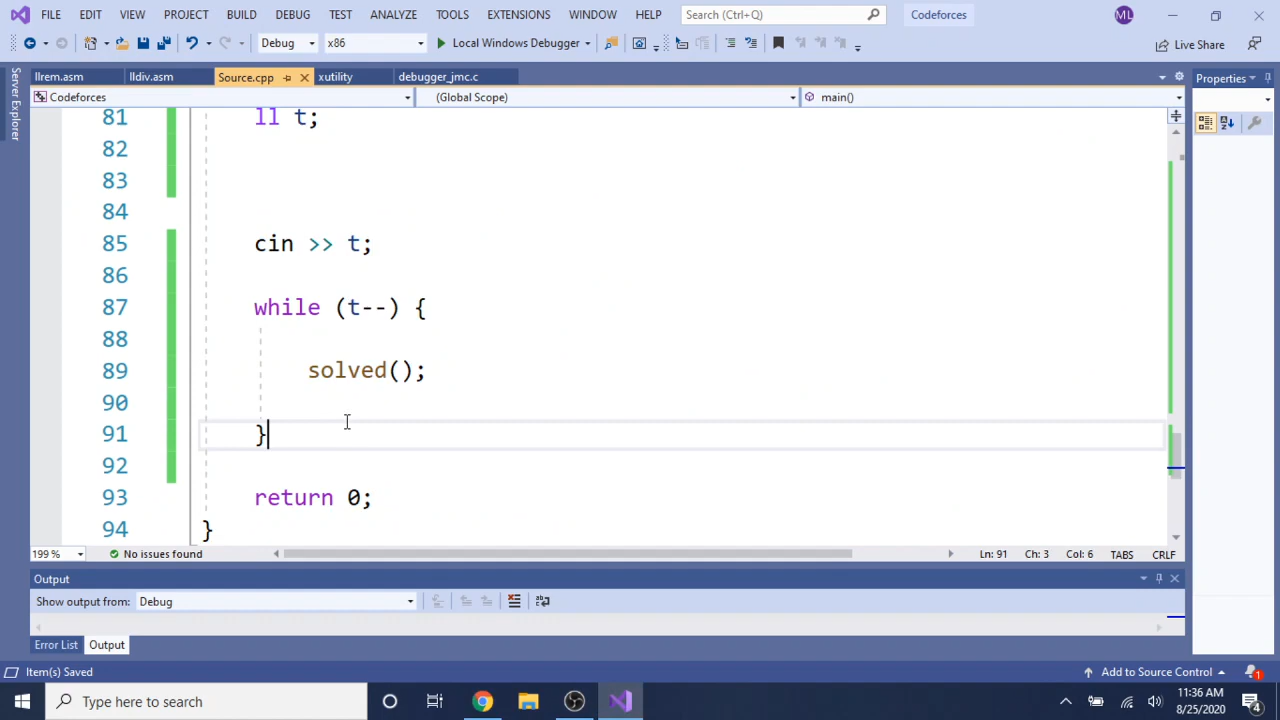 FILE EDIT VIEW PROJECT BUILD DEBUG TEST ANALYZE TOOLS EXTENSIONS WINDOW HELP Search (Ctrl+Q) Codeforces ML
Debug x86 Local Windows Debugger Live Share
llrem.asm lldiv.asm Source.cpp xutility debugger_jmc.c Properties
Server Explorer
Codeforces (Global Scope) main()
81 ll t;
82
83
84
85 cin >> t;
86
87 while (t--) {
88
89 solved();
90
91 }
92
93 return 0;
94 }
199 % No issues found Ln: 91 Ch: 3 Col: 6 TABS CRLF
Output
Show output from: Debug
Error List Output
Item(s) Saved Add to Source Control 1
Type here to search 11:36 AM
8/25/2020 4